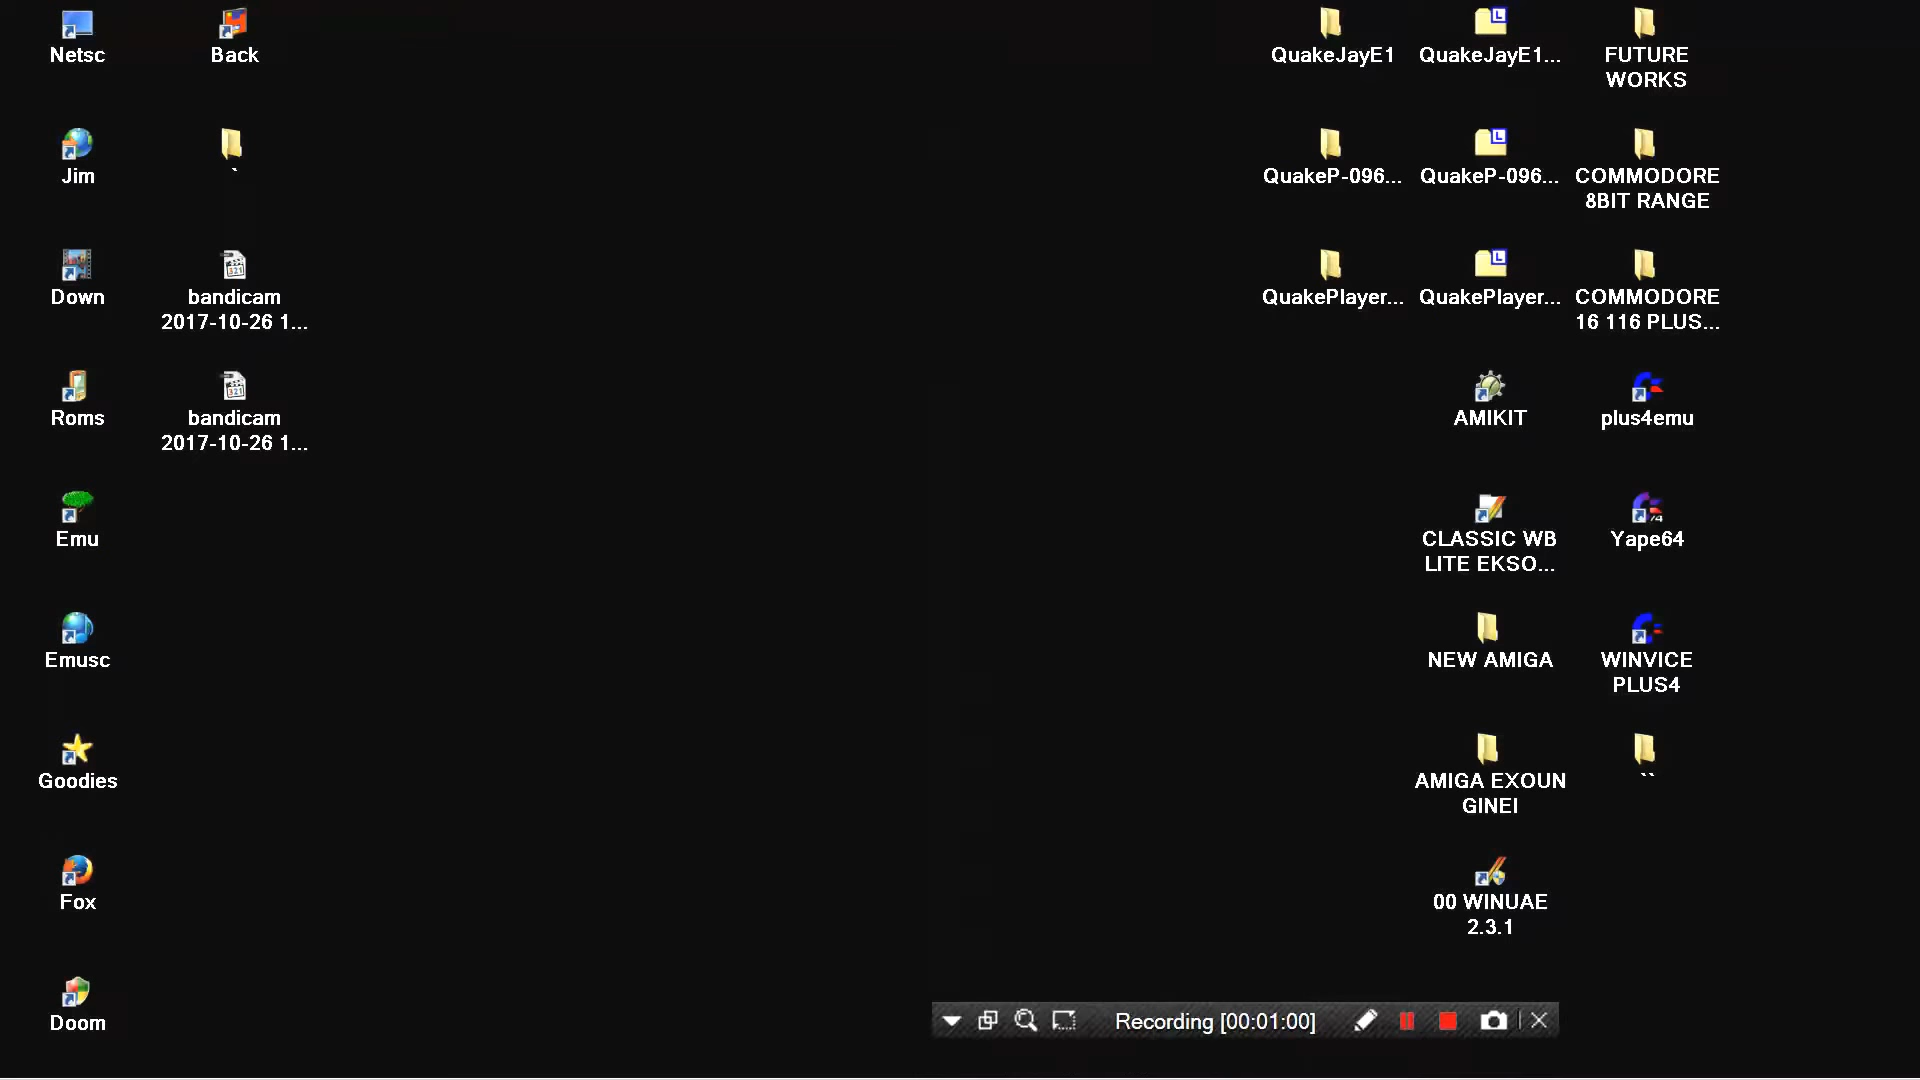 Netsc
Back
QuakeJayE1
QuakeJayE1...
FUTURE
WORKS
Jim
`
QuakeP-096...
QuakeP-096...
COMMODORE
8BIT RANGE
Down
bandicam
2017-10-26 1...
QuakePlayer...
QuakePlayer...
COMMODORE
16 116 PLUS...
Roms
bandicam
2017-10-26 1...
AMIKIT
plus4emu
Emu
CLASSIC WB
LITE EKSO...
Yape64
Emusc
NEW AMIGA
WINVICE
PLUS4
Goodies
AMIGA EXOUN
GINEI
``
Fox
00 WINUAE
2.3.1
Doom
Recording [00:01:00]